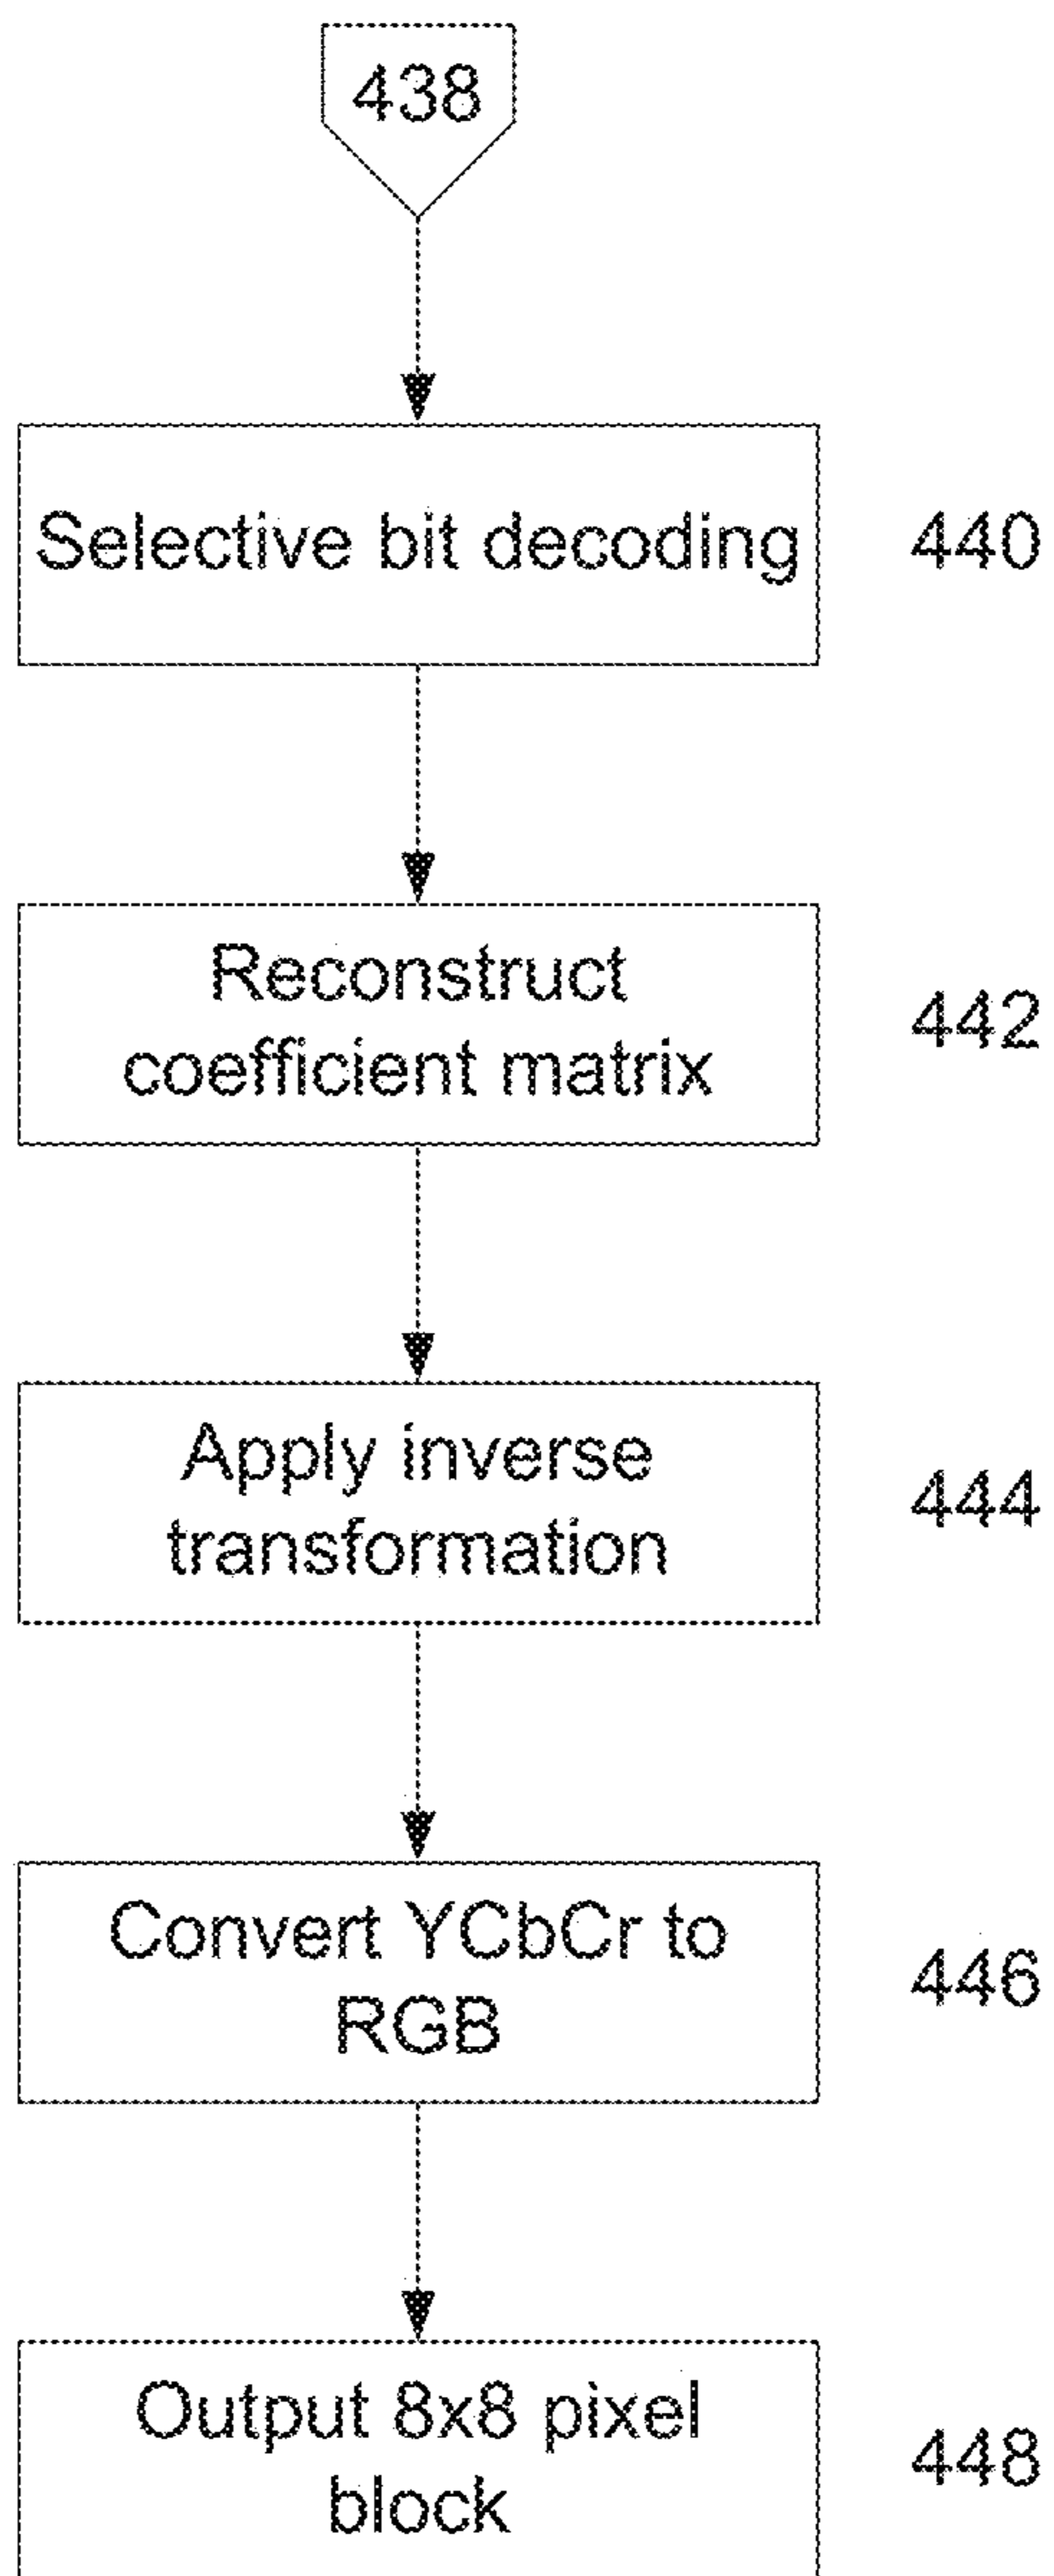 438
Selective bit decoding
440
Reconstruct
coefficient matrix
442
Apply inverse
transformation
444
Convert YCbCr to
RGB
446
Output 8x8 pixel
block
448